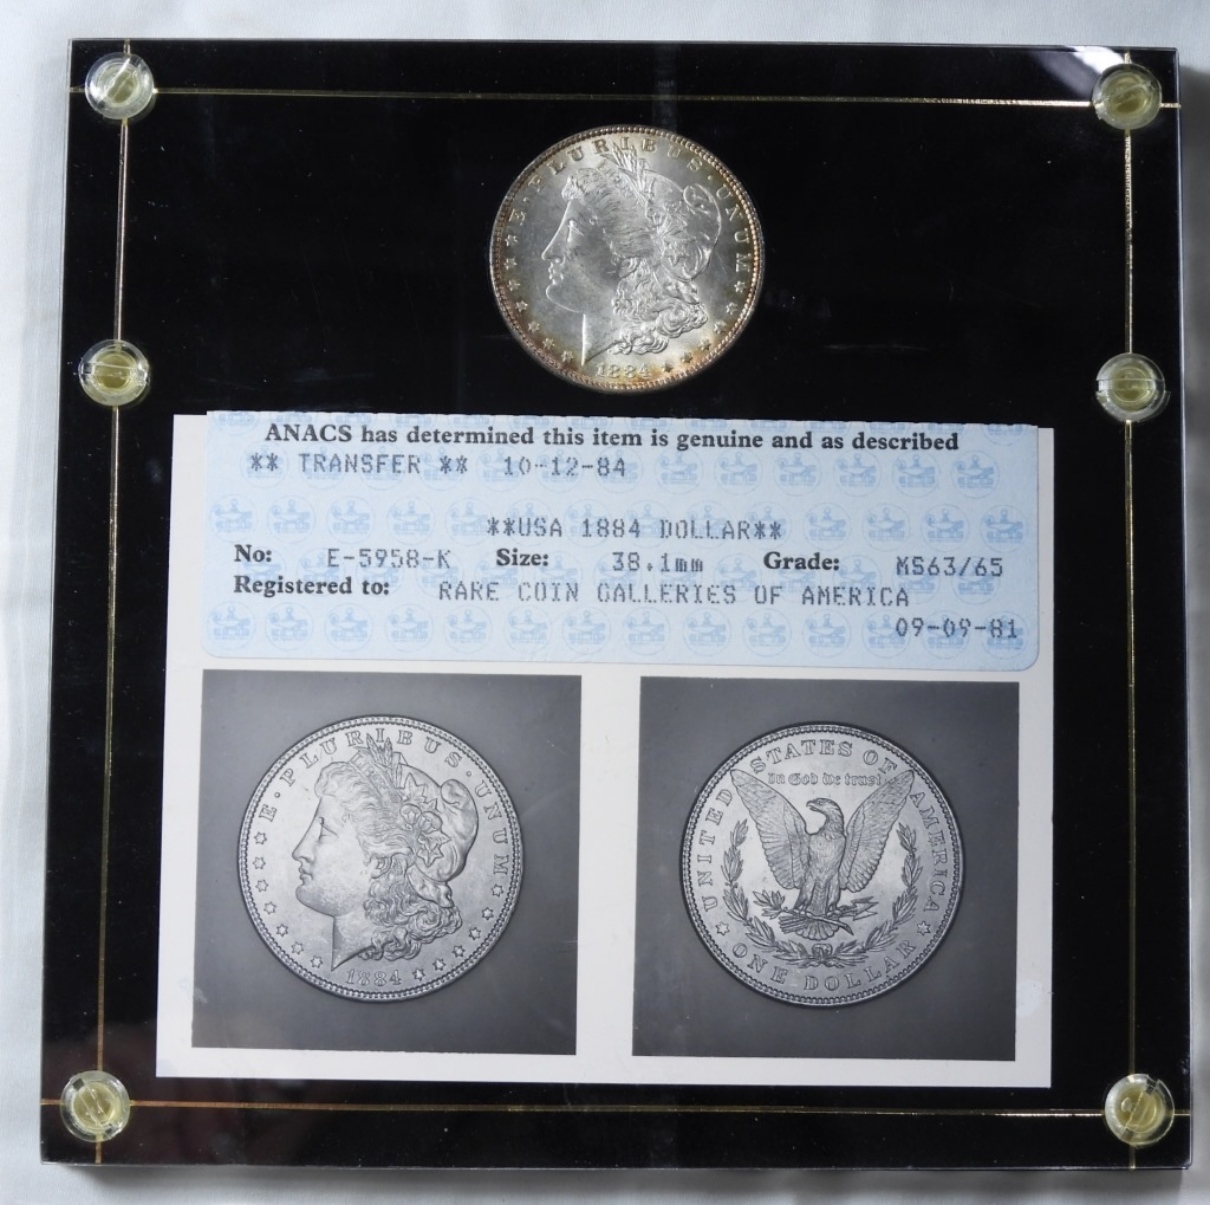 E · PLURIBUS · UNUM
1884
ANACS has determined this item is genuine and as described
** TRANSFER ** 10-12-84
**USA 1884 DOLLAR**
No: E-5958-K Size: 38.1mm Grade: MS63/65
Registered to: RARE COIN GALLERIES OF AMERICA
09-09-81
E · PLURIBUS · UNUM
1884
UNITED STATES OF AMERICA
In God we trust
ONE DOLLAR